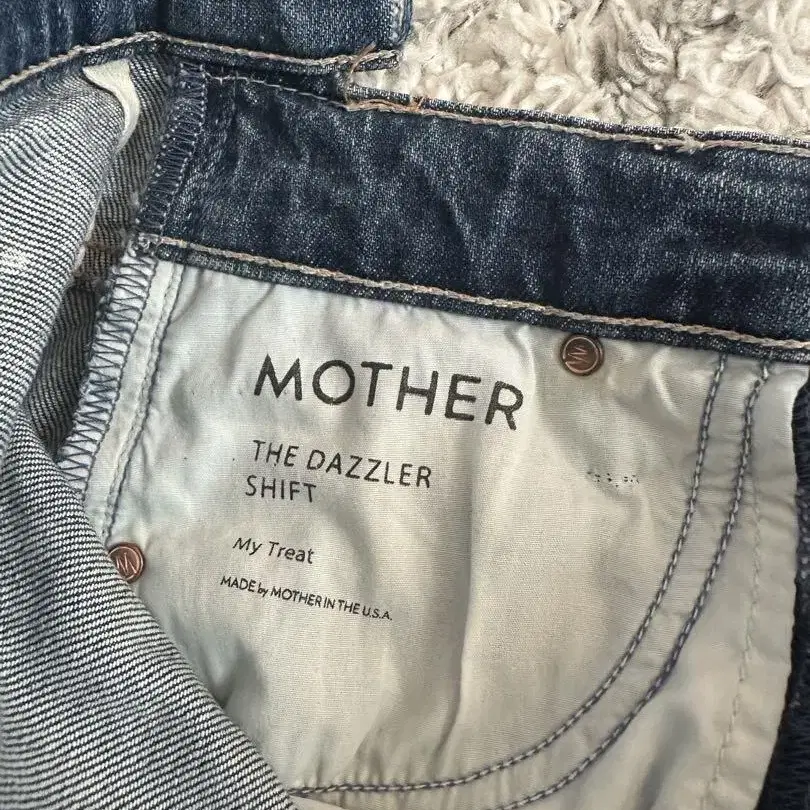 MOTHER
THE DAZZLER
SHIFT
My Treat
MADE by MOTHER IN THE U.S.A.